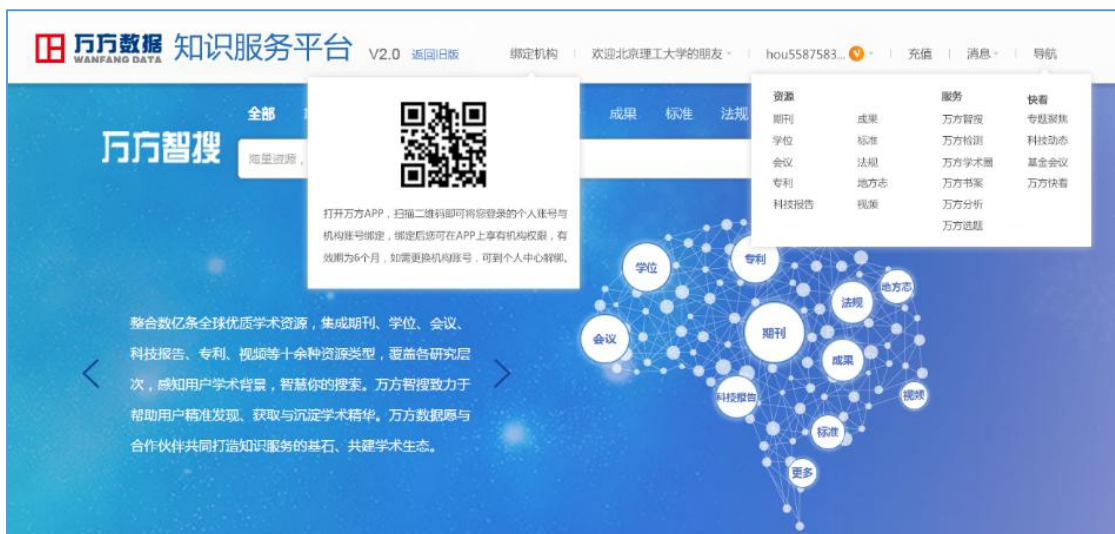 万方数据 知识服务平台 V2.0 返回旧版 绑定机构 欢迎北京理工大学的朋友 hou5587583... 充值 消息 导航
WANFANG DATA
全部 成果 标准 法规
万方智搜
海量资源，
打开万方APP，扫描二维码即可将您登录的个人账号与
机构账号绑定，绑定后您可在APP上享有机构权限，有
效期为6个月，如需更换机构账号，可到个人中心解绑。
资源 服务 快看
期刊 成果 万方智搜 专题聚焦
学位 标准 万方检测 科技动态
会议 法规 万方学术圈 基金会议
专利 地方志 万方书案 万方快看
科技报告 视频 万方分析
万方选题
整合数亿条全球优质学术资源，集成期刊、学位、会议、
科技报告、专利、视频等十余种资源类型，覆盖各研究层
次，感知用户学术背景，智慧你的搜索。万方智搜致力于
帮助用户精准发现、获取与沉淀学术精华。万方数据愿与
合作伙伴共同打造知识服务的基石、共建学术生态。
学位
专利
地方志
法规
会议
期刊
成果
科技报告
视频
标准
更多